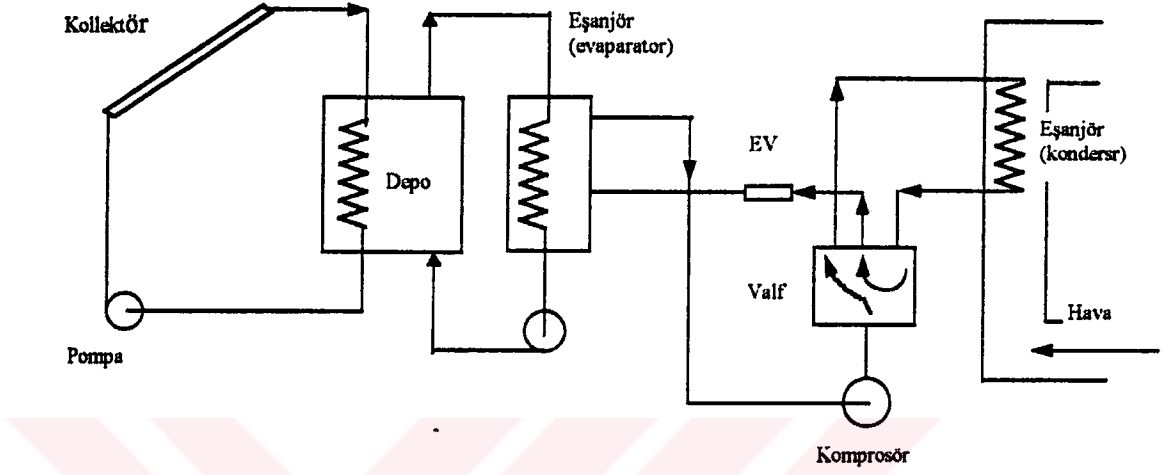 Kollektör
Eşanjör
(evaparator)
EV
Eşanjör
(kondersr)
Depo
Valf
Hava
Pompa
Komprosör